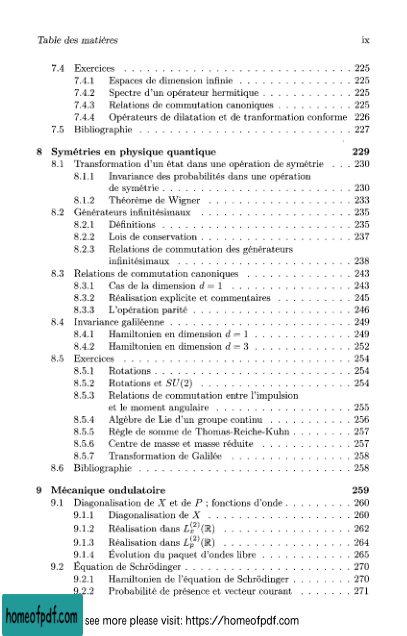 Table des matières ix
7.4 Exercices . . . . . . . . . . . . . . . . . . . . . . . . . . . . . . 225
7.4.1 Espaces de dimension infinie . . . . . . . . . . . . . . . 225
7.4.2 Spectre d'un opérateur hermitique . . . . . . . . . . . . 225
7.4.3 Relations de commutation canoniques . . . . . . . . . . 225
7.4.4 Opérateurs de dilatation et de tranformation conforme 226
7.5 Bibliographie . . . . . . . . . . . . . . . . . . . . . . . . . . . . 227
8 Symétries en physique quantique 229
8.1 Transformation d'un état dans une opération de symétrie . . . 230
8.1.1 Invariance des probabilités dans une opération
de symétrie . . . . . . . . . . . . . . . . . . . . . . . . . 230
8.1.2 Théorème de Wigner . . . . . . . . . . . . . . . . . . . 233
8.2 Générateurs infinitésimaux . . . . . . . . . . . . . . . . . . . . 235
8.2.1 Définitions . . . . . . . . . . . . . . . . . . . . . . . . . 235
8.2.2 Lois de conservation . . . . . . . . . . . . . . . . . . . . 237
8.2.3 Relations de commutation des générateurs
infinitésimaux . . . . . . . . . . . . . . . . . . . . . . . 238
8.3 Relations de commutation canoniques . . . . . . . . . . . . . . 243
8.3.1 Cas de la dimension d = 1 . . . . . . . . . . . . . . . . 243
8.3.2 Réalisation explicite et commentaires . . . . . . . . . . 245
8.3.3 L'opération parité . . . . . . . . . . . . . . . . . . . . . 246
8.4 Invariance galiléenne . . . . . . . . . . . . . . . . . . . . . . . . 249
8.4.1 Hamiltonien en dimension d = 1 . . . . . . . . . . . . . 249
8.4.2 Hamiltonien en dimension d = 3 . . . . . . . . . . . . . 252
8.5 Exercices . . . . . . . . . . . . . . . . . . . . . . . . . . . . . . 254
8.5.1 Rotations . . . . . . . . . . . . . . . . . . . . . . . . . . 254
8.5.2 Rotations et SU(2) . . . . . . . . . . . . . . . . . . . . 254
8.5.3 Relations de commutation entre l'impulsion
et le moment angulaire . . . . . . . . . . . . . . . . . . 255
8.5.4 Algèbre de Lie d'un groupe continu . . . . . . . . . . . 256
8.5.5 Règle de somme de Thomas-Reiche-Kuhn . . . . . . . . 257
8.5.6 Centre de masse et masse réduite . . . . . . . . . . . . 257
8.5.7 Transformation de Galilée . . . . . . . . . . . . . . . . 258
8.6 Bibliographie . . . . . . . . . . . . . . . . . . . . . . . . . . . . 258
9 Mécanique ondulatoire 259
9.1 Diagonalisation de X et de P ; fonctions d'onde . . . . . . . . . 260
9.1.1 Diagonalisation de X . . . . . . . . . . . . . . . . . . . 260
9.1.2 Réalisation dans L_x^(2)(ℝ) . . . . . . . . . . . . . . . . 262
9.1.3 Réalisation dans L_p^(2)(ℝ) . . . . . . . . . . . . . . . . 264
9.1.4 Évolution du paquet d'ondes libre . . . . . . . . . . . . 265
9.2 Équation de Schrödinger . . . . . . . . . . . . . . . . . . . . . . 270
9.2.1 Hamiltonien de l'équation de Schrödinger . . . . . . . . 270
9.2.2 Probabilité de présence et vecteur courant . . . . . . . 271
homeofpdf.com see more please visit: https://homeofpdf.com